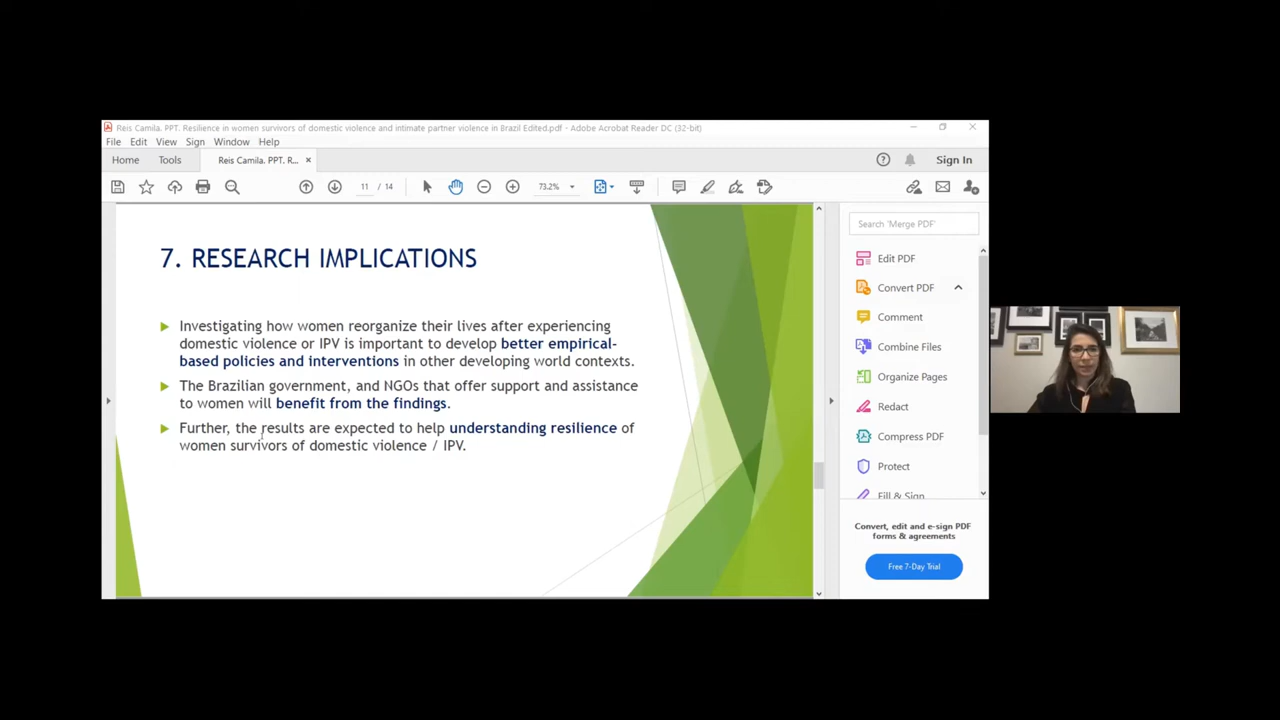 Reis Camila. PPT. Resilience in women survivors of domestic violence and intimate partner violence in Brazil Edited.pdf - Adobe Acrobat Reader DC (32-bit)
File Edit View Sign Window Help
Home Tools Reis Camila. PPT. R... × Sign In
11 / 14 73.2%
7. RESEARCH IMPLICATIONS
Investigating how women reorganize their lives after experiencing
domestic violence or IPV is important to develop better empirical-
based policies and interventions in other developing world contexts.
The Brazilian government, and NGOs that offer support and assistance
to women will benefit from the findings.
Further, the results are expected to help understanding resilience of
women survivors of domestic violence / IPV.
Search 'Merge PDF'
Edit PDF
Convert PDF
Comment
Combine Files
Organize Pages
Redact
Compress PDF
Protect
Fill & Sign
Convert, edit and e-sign PDF
forms & agreements
Free 7-Day Trial